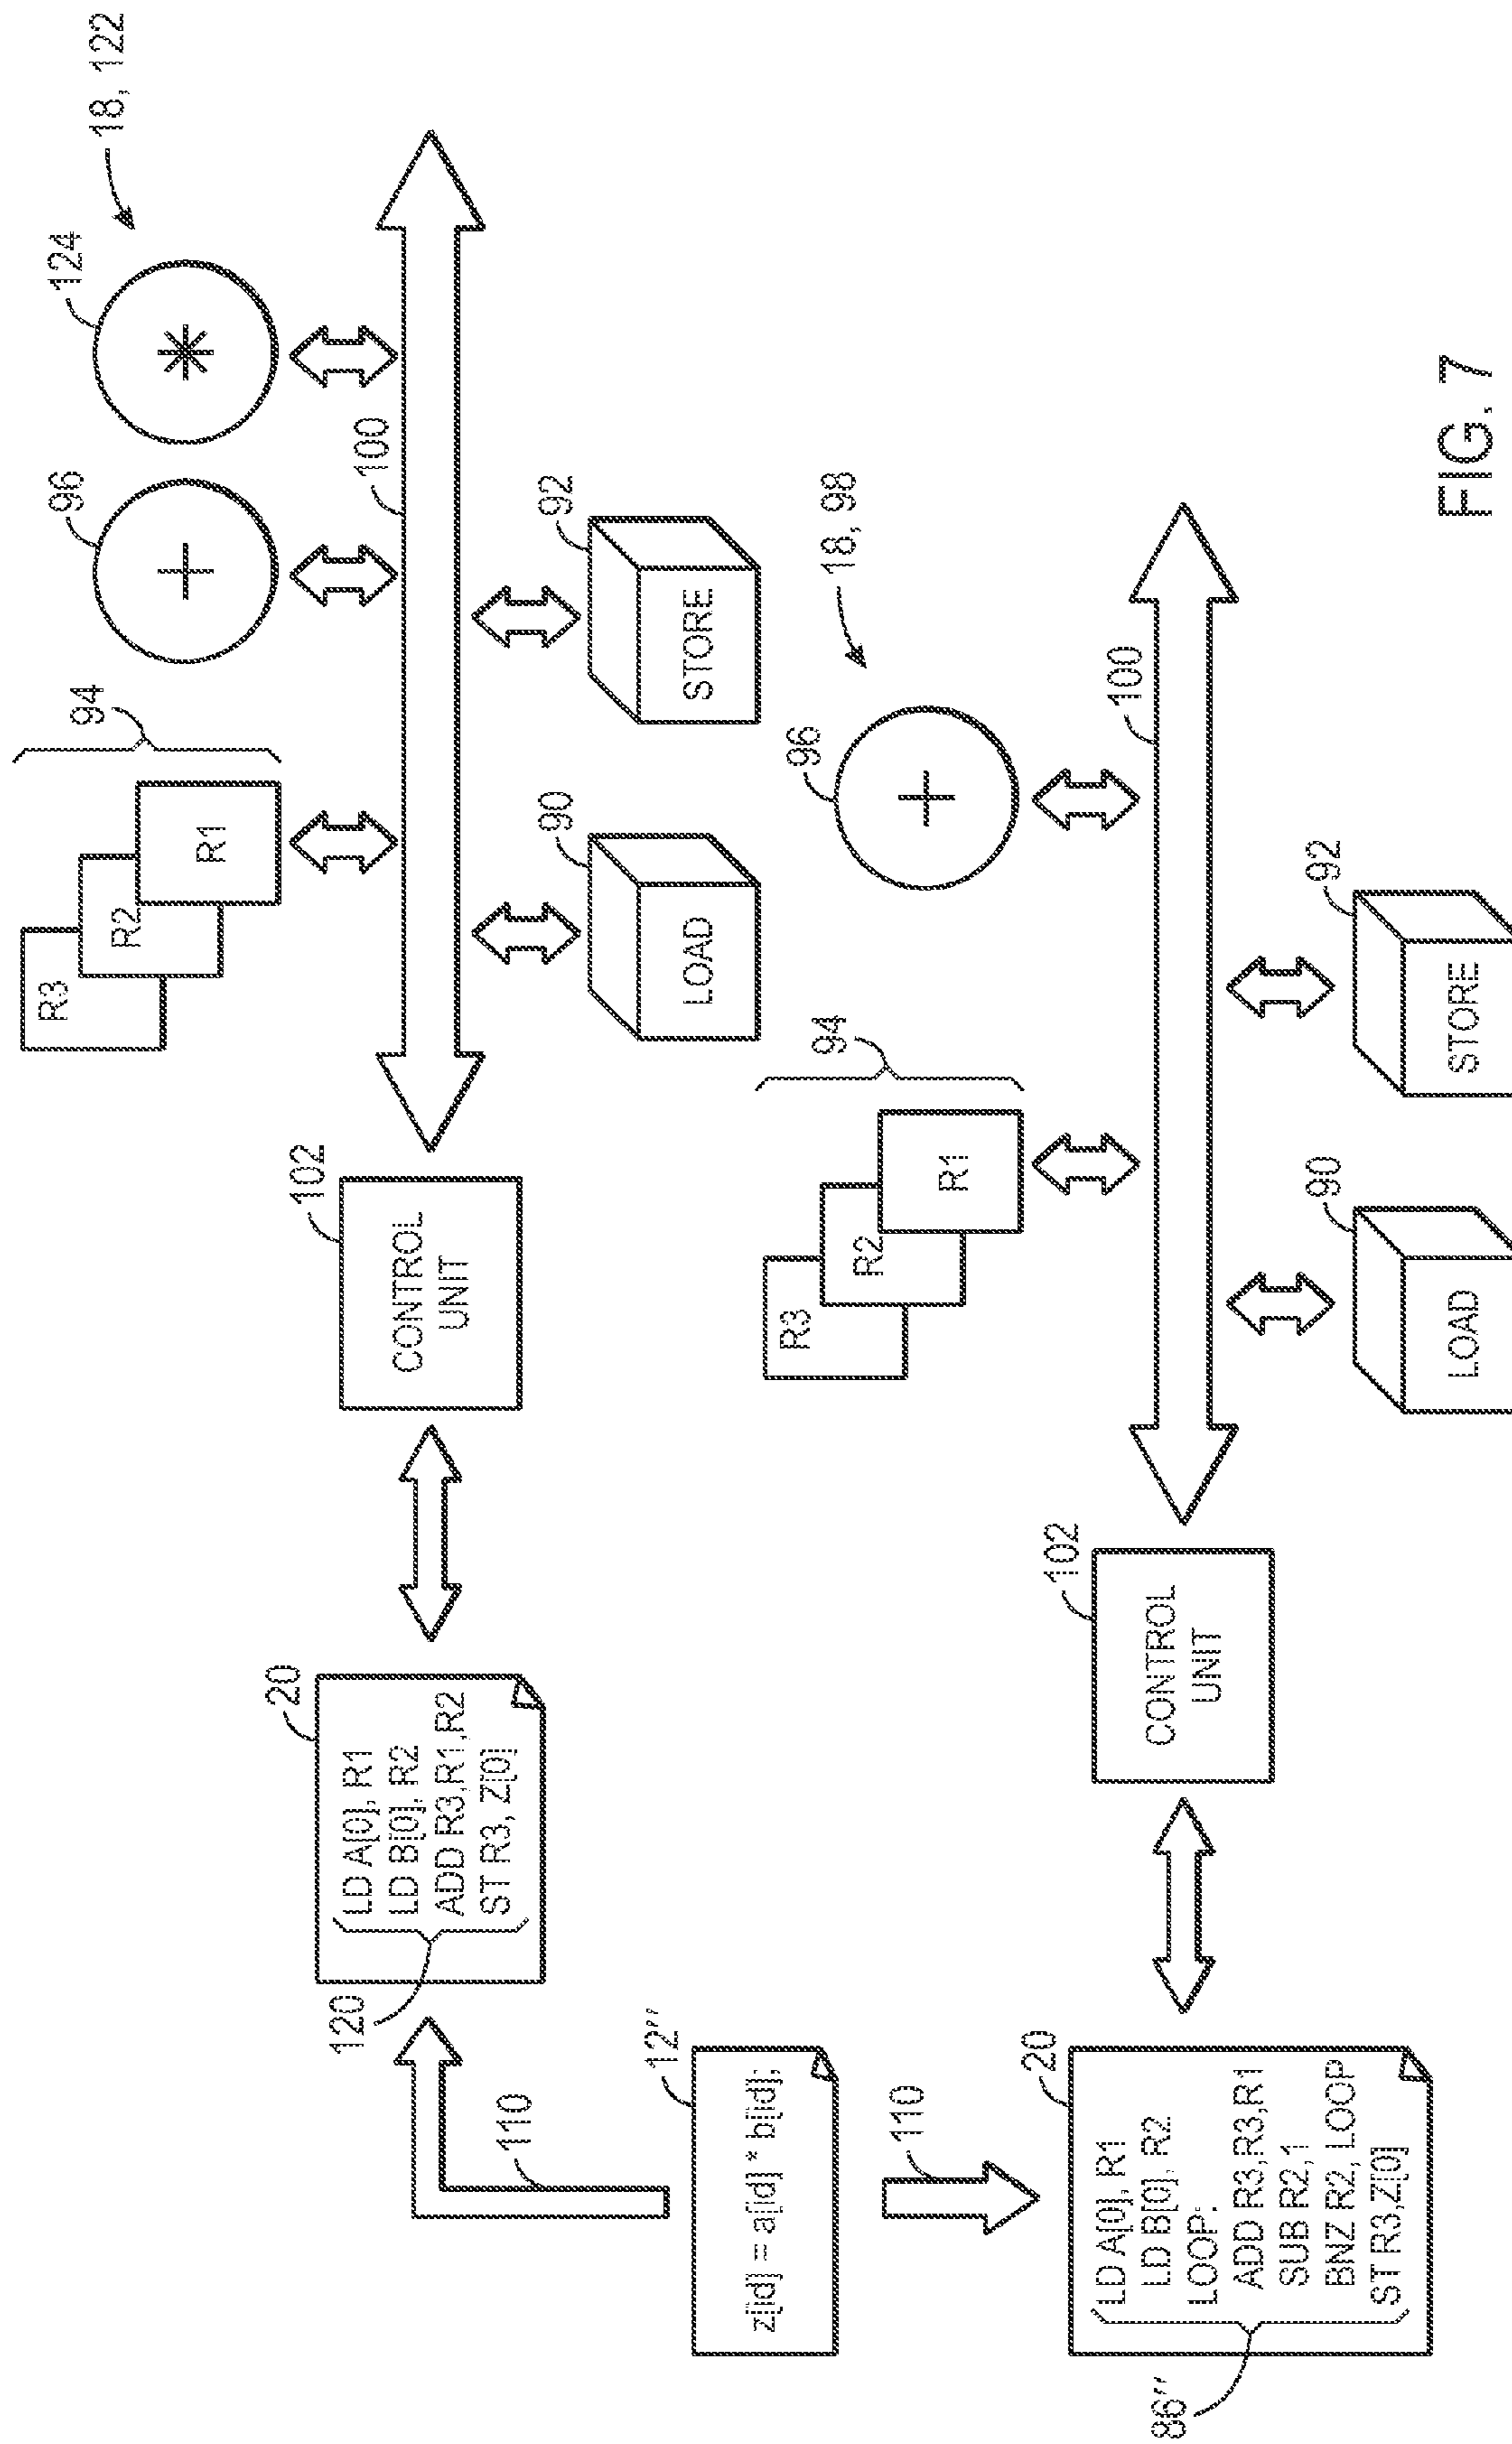 18, 122
124
96
94
R3
R2
R1
100
102
CONTROL
UNIT
90
LOAD
92
STORE
20
LD A[0], R1
LD B[0], R2
ADD R3,R1,R2
ST R3, Z[0]
120
110
12''
z[id] = a[id] * b[id];
110
20
LD A[0], R1
LD B[0], R2
LOOP:
ADD R3,R3,R1
SUB R2,1
BNZ R2, LOOP
ST R3,Z[0]
86''
102
CONTROL
UNIT
94
R3
R2
R1
96
18, 98
100
90
LOAD
92
STORE
FIG. 7